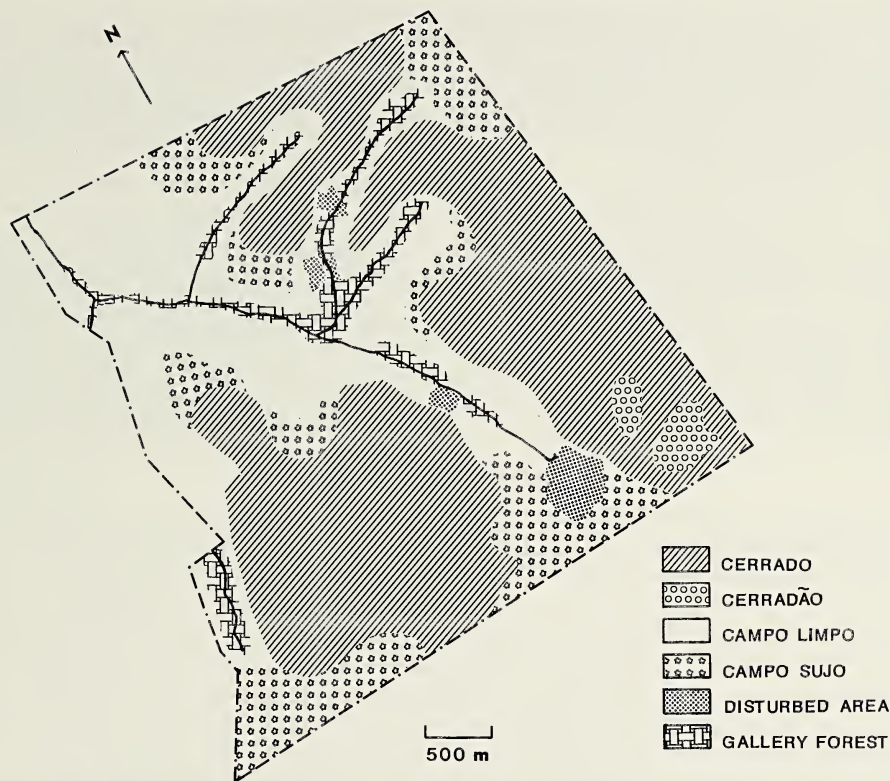 N
CERRADO
CERRADÃO
CAMPO LIMPO
CAMPO SUJO
DISTURBED AREA
GALLERY FOREST
500 m